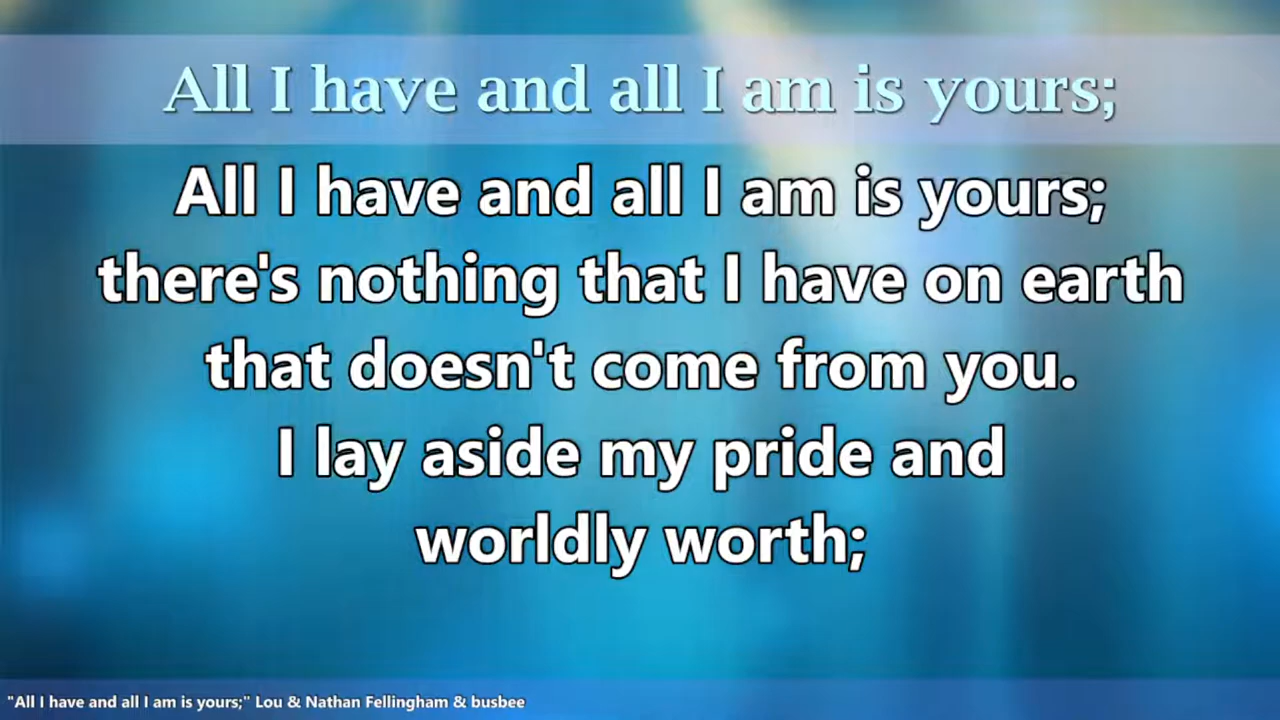 All I have and all I am is yours;
All I have and all I am is yours;
there's nothing that I have on earth
that doesn't come from you.
I lay aside my pride and
worldly worth;
"All I have and all I am is yours;" Lou & Nathan Fellingham & busbee